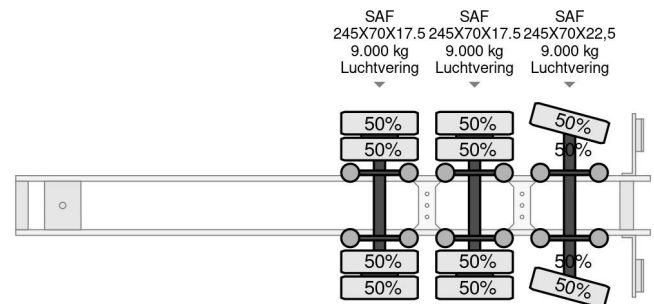 SAF SAF SAF
245X70X17.5 245X70X17.5 245X70X22,5
9.000 kg 9.000 kg 9.000 kg
Luchtvering Luchtvering Luchtvering
50% 50% 50%
50% 50% 50%
50% 50% 50%
50% 50% 50%